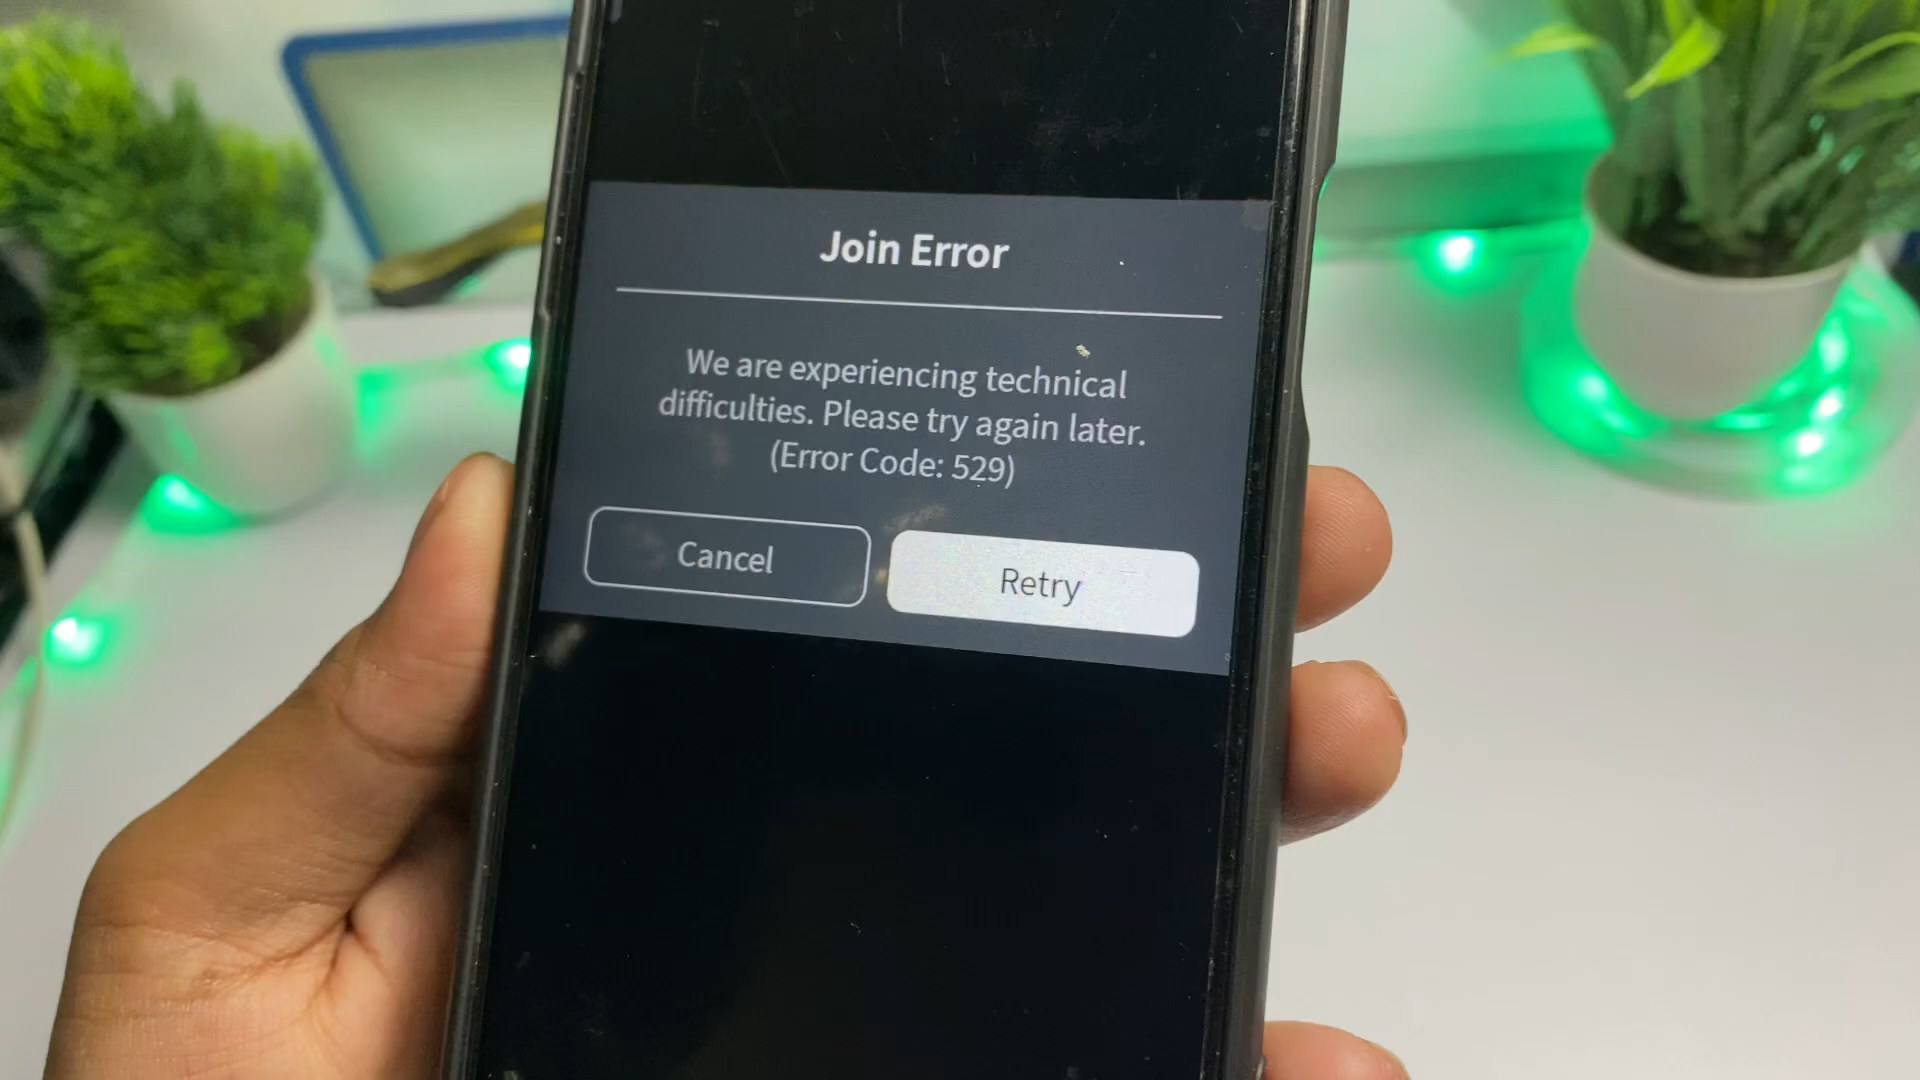 Join Error
We are experiencing technical
difficulties. Please try again later.
(Error Code: 529)
Cancel
Retry